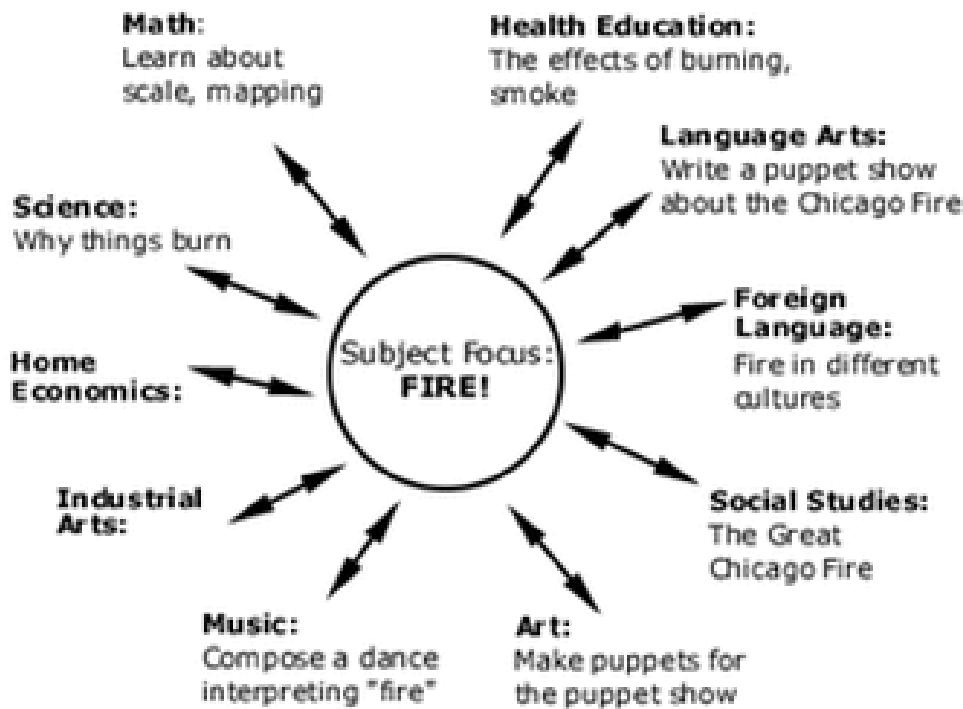 Math:
Learn about
scale, mapping
Health Education:
The effects of burning,
smoke
Language Arts:
Write a puppet show
about the Chicago Fire
Science:
Why things burn
Foreign
Language:
Fire in different
cultures
Subject Focus:
FIRE!
Home
Economics:
Industrial
Arts:
Social Studies:
The Great
Chicago Fire
Music:
Compose a dance
interpreting "fire"
Art:
Make puppets for
the puppet show